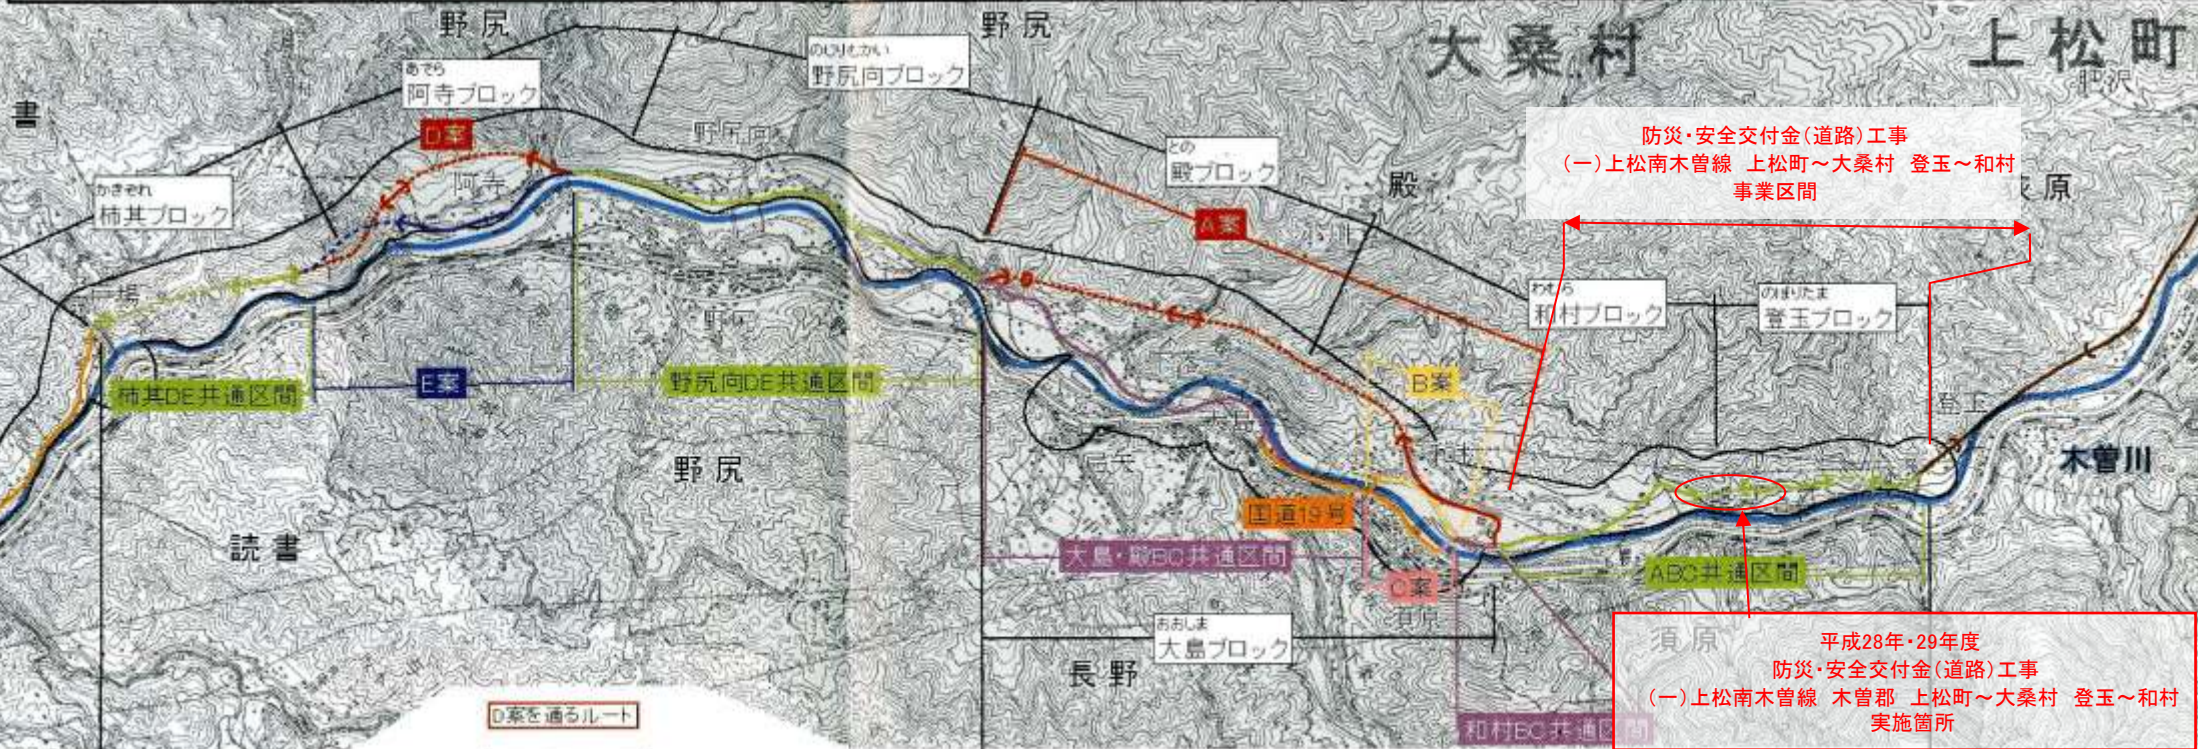 野尻
野尻
大桑村
上松町
書
あてら
阿寺ブロック
のじりむかい
野尻向ブロック
D案
野尻向
阿寺
かきぞれ
柿其ブロック
との
殿ブロック
殿
A案
防災・安全交付金(道路)工事
(一)上松南木曽線 上松町～大桑村 登玉～和村
事業区間
荻原
わむら
和村ブロック
のぼりたま
登玉ブロック
柿其DE共通区間
E案
野尻向DE共通区間
B案
登玉
木曽川
野尻
読書
国道19号
大島・殿BC共通区間
C案
ABC共通区間
須原
おおしま
大島ブロック
長野
須原
平成28年・29年度
防災・安全交付金(道路)工事
(一)上松南木曽線 木曽郡 上松町～大桑村 登玉～和村
実施箇所
D案を通るルート
和村BC共通区間